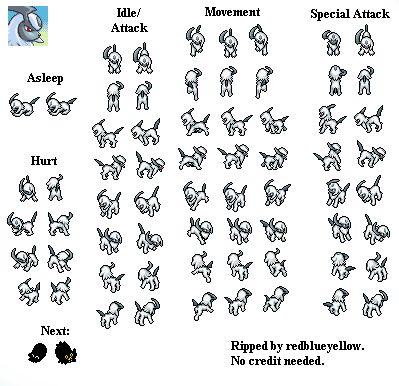 Idle/
Attack
Movement
Special Attack
Asleep
Hurt
Next:
Ripped by redblueyellow.
No credit needed.